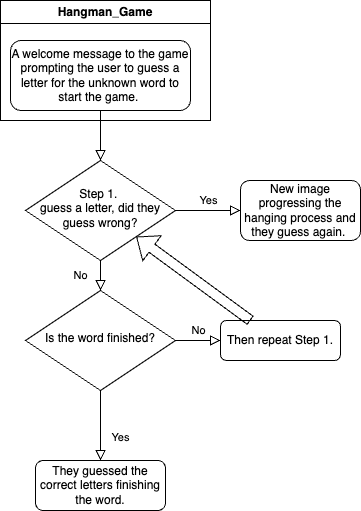 Hangman_Game
A welcome message to the game
prompting the user to guess a
letter for the unknown word to
start the game.
Step 1.
guess a letter, did they
guess wrong?
Yes
New image
progressing the
hanging process and
they guess again.
No
Is the word finished?
No
Then repeat Step 1.
Yes
They guessed the
correct letters finishing
the word.